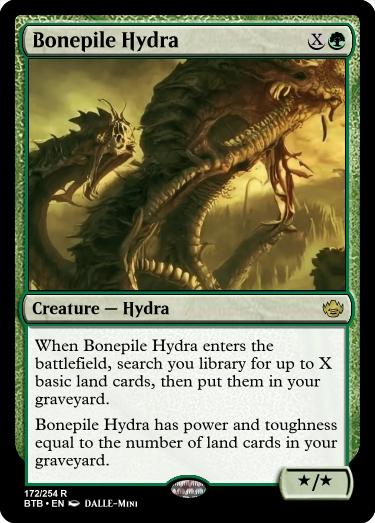 Bonepile Hydra X
Creature — Hydra
When Bonepile Hydra enters the
battlefield, search you library for up to X
basic land cards, then put them in your
graveyard.
Bonepile Hydra has power and toughness
equal to the number of land cards in your
graveyard.
★/★
172/254 R
BTB • EN DALLE-Mini